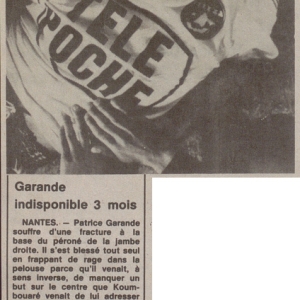 TELE
POCHE
Garande
indisponible 3 mois
NANTES. — Patrice Garande
souffre d'une fracture à la
base du péroné de la jambe
droite. Il s'est blessé tout seul
en frappant de rage dans la
pelouse parce qu'il venait, à
sens inverse, de manquer un
but sur le centre que Koum-
bouaré venait de lui adresser